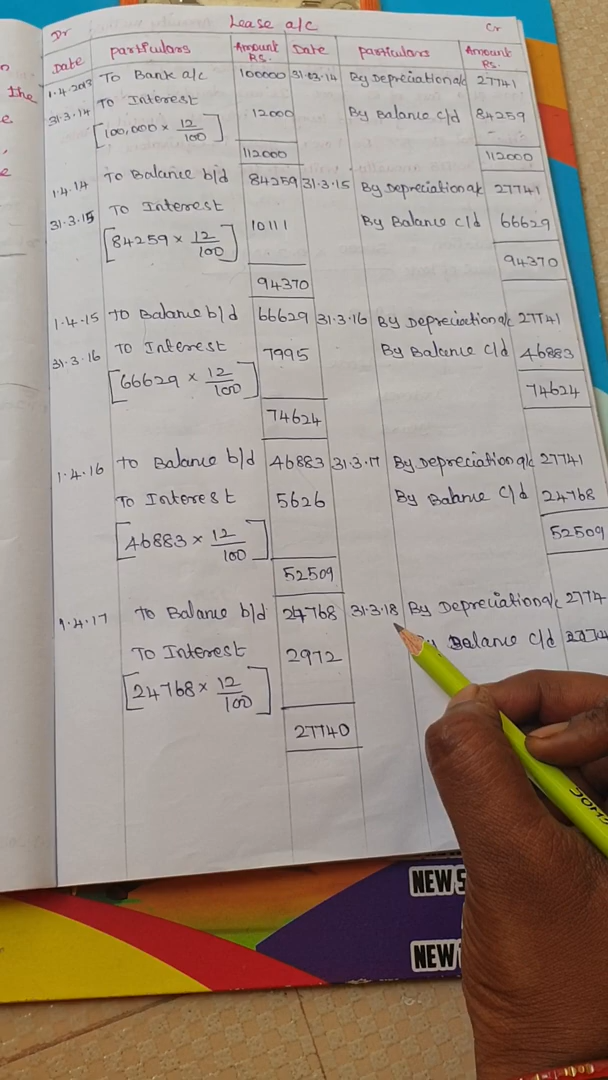 Dr Lease a/c Cr
Date Particulars Amount Rs. Date Particulars Amount Rs.
1.4.2013 To Bank a/c 100000 31.03.14 By Depreciation a/c 27741
31.3.14 To Interest 12000 By Balance c/d 84259
[100,000 × 12/100]
112000 112000
1.4.14 To Balance b/d 84259 31.3.15 By Depreciation a/c 27741
31.3.15 To Interest 10111 By Balance c/d 66629
[84259 × 12/100]
94370 94370
1.4.15 To Balance b/d 66629 31.3.16 By Depreciation a/c 27741
31.3.16 To Interest 7995 By Balance c/d 46883
[66629 × 12/100]
74624 74624
1.4.16 To Balance b/d 46883 31.3.17 By Depreciation a/c 27741
To Interest 5626 By Balance c/d 24768
[46883 × 12/100]
52509 52509
1.4.17 To Balance b/d 24768 31.3.18 By Depreciation a/c 2774
To Interest 2972 Balance c/d
[24768 × 12/100]
27740
the
NEW S
NEW